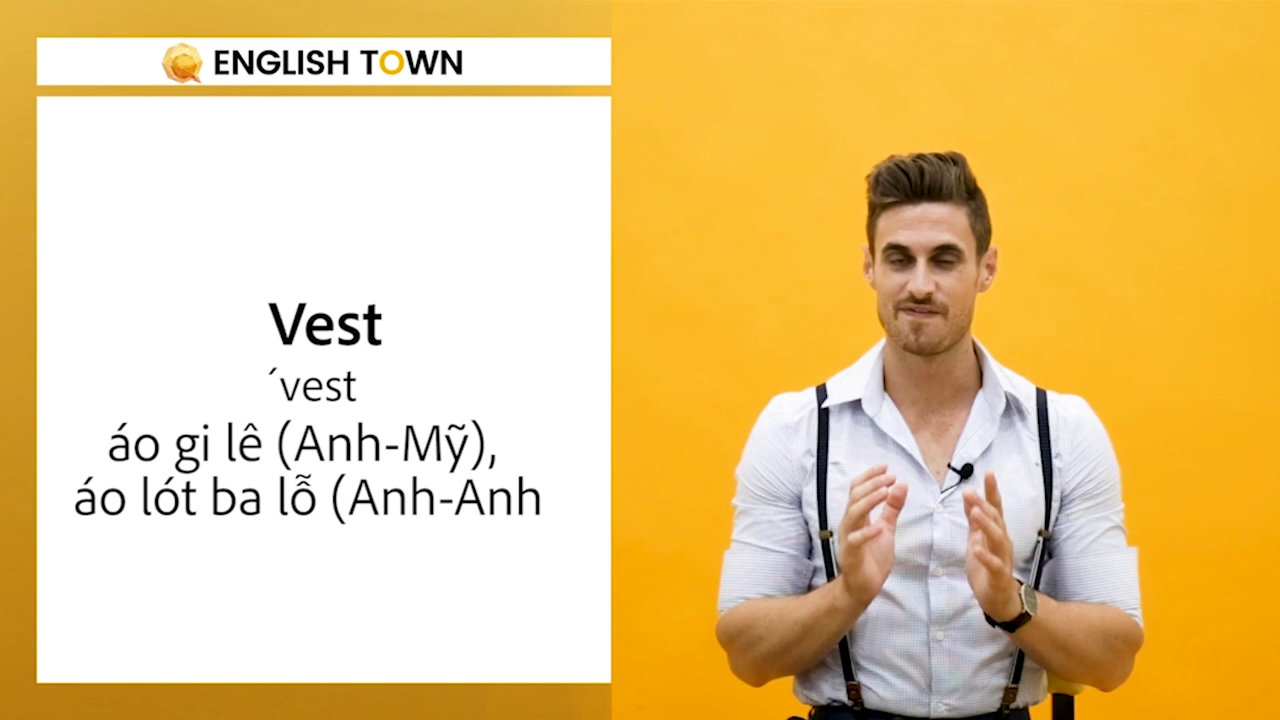 ENGLISH TOWN
Vest
´vest
áo gi lê (Anh-Mỹ),
áo lót ba lỗ (Anh-Anh